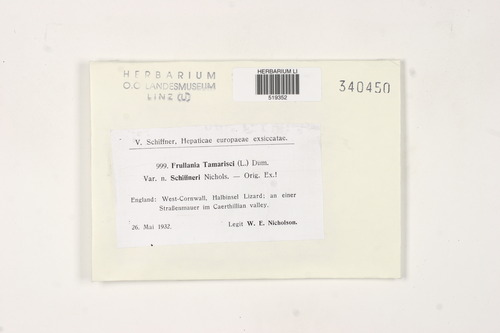 HERBARIUM
O.Ö. LANDESMUSEUM
LINZ (LI)
HERBARIUM LI
519352
340450
V. Schiffner, Hepaticae europaeae exsiccatae.
999. Frullania Tamarisci (L.) Dum.
Var. n. Schiffneri Nichols. — Orig. Ex.!
England: West-Cornwall, Halbinsel Lizard; an einer
Straßenmauer im Caerthillian valley.
26. Mai 1932.
Legit W. E. Nicholson.